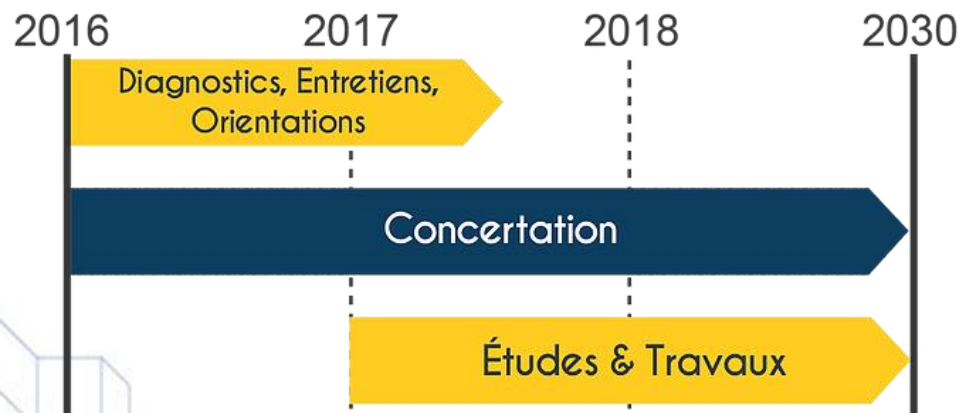 2016 2017 2018 2030
Diagnostics, Entretiens,
Orientations
Concertation
Études & Travaux